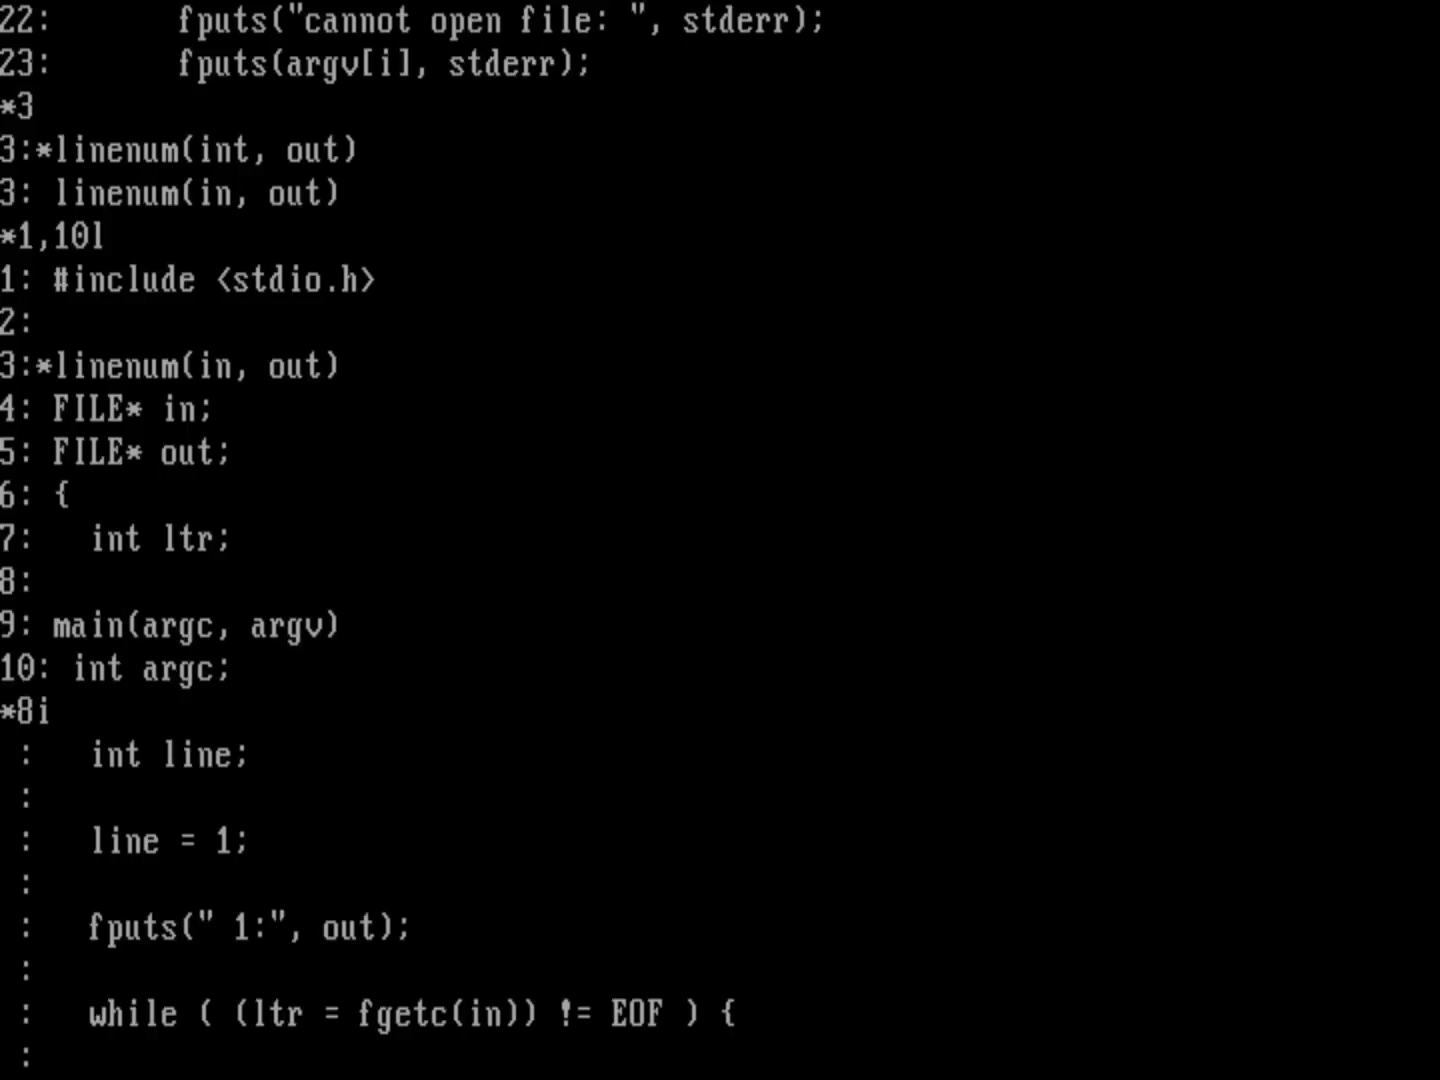 22:       fputs("cannot open file: ", stderr);
23:       fputs(argv[i], stderr);
*3
3:*linenum(int, out)
3: linenum(in, out)
*1,10l
1: #include <stdio.h>
2:
3:*linenum(in, out)
4: FILE* in;
5: FILE* out;
6: {
7:   int ltr;
8:
9: main(argc, argv)
10: int argc;
*8i
 :   int line;
 :
 :   line = 1;
 :
 :   fputs(" 1:", out);
 :
 :   while ( (ltr = fgetc(in)) != EOF ) {
 :